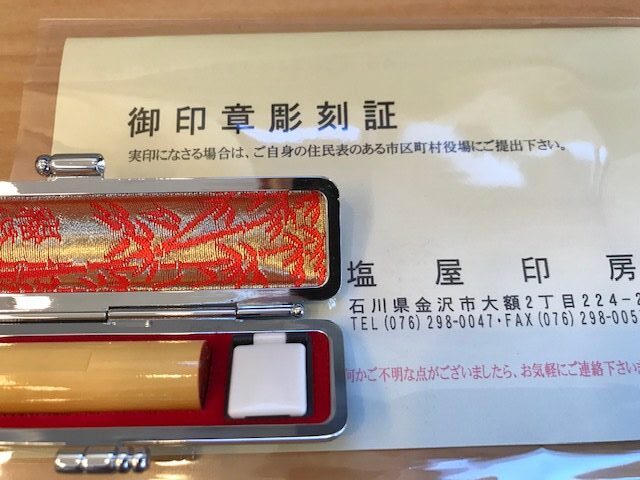 御印章彫刻証
実印になさる場合は、ご自身の住民表のある市区町村役場にご提出下さい。
塩屋印房
石川県金沢市大額2丁目224-
TEL(076)298-0047・FAX(076)298-005
何かご不明な点がございましたら、お気軽にご連絡下さい